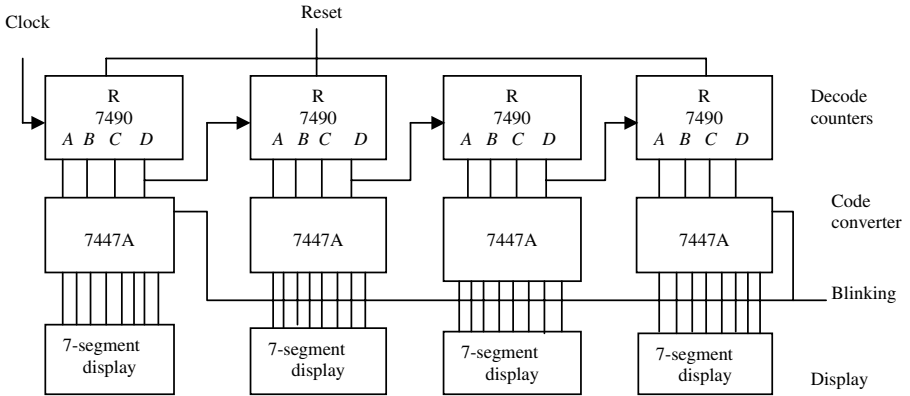 Reset
Clock
R
7490
A B C D
R
7490
A B C D
R
7490
A B C D
R
7490
A B C D
Decode
counters
7447A
7447A
7447A
7447A
Code
converter
Blinking
7-segment
display
7-segment
display
7-segment
display
7-segment
display
Display